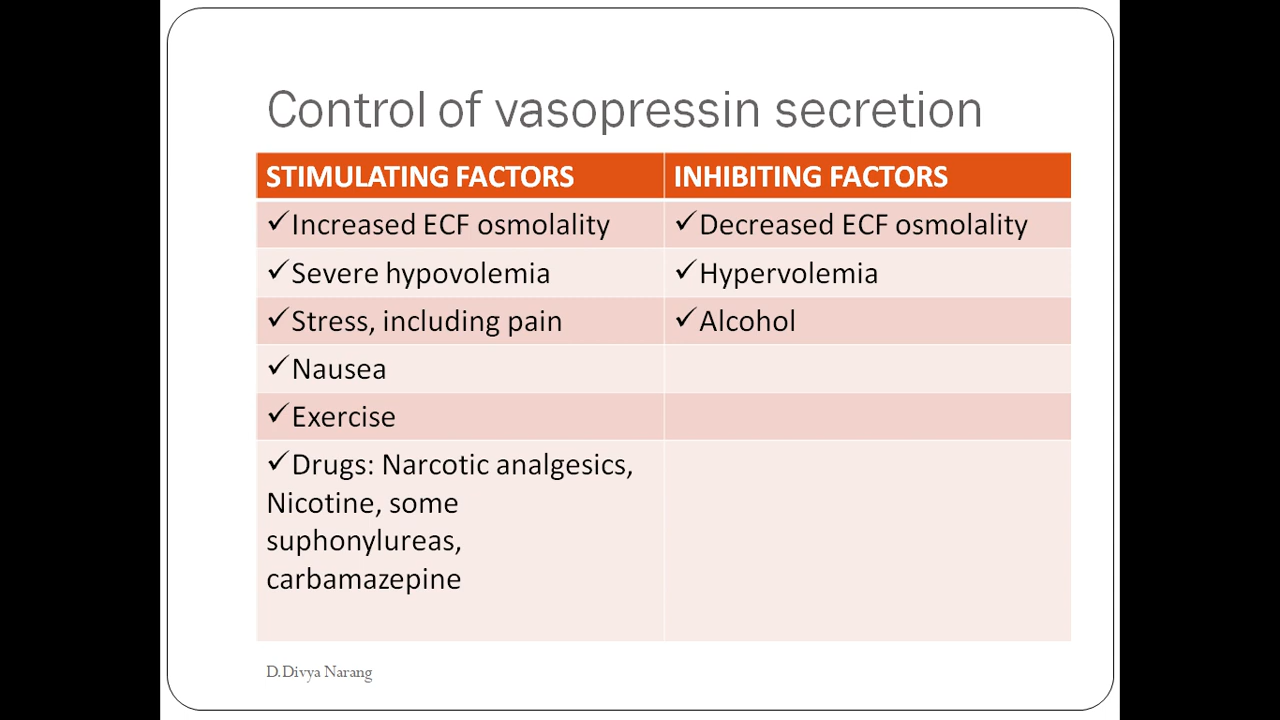 Control of vasopressin secretion
STIMULATING FACTORS
INHIBITING FACTORS
✓Increased ECF osmolality
✓Decreased ECF osmolality
✓Severe hypovolemia
✓Hypervolemia
✓Stress, including pain
✓Alcohol
✓Nausea
✓Exercise
✓Drugs: Narcotic analgesics,
Nicotine, some
suphonylureas,
carbamazepine
D.Divya Narang